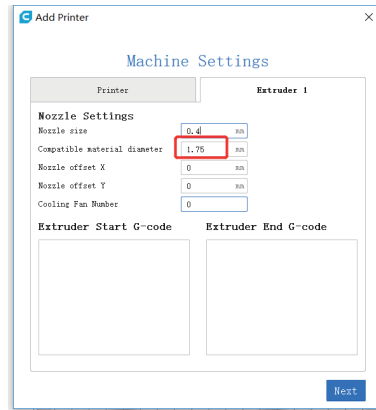 Add Printer
Machine Settings
Printer Extruder 1
Nozzle Settings
Nozzle size 0.4 mm
Compatible material diameter 1.75 mm
Nozzle offset X 0 mm
Nozzle offset Y 0 mm
Cooling Fan Number 0
Extruder Start G-code Extruder End G-code
Next